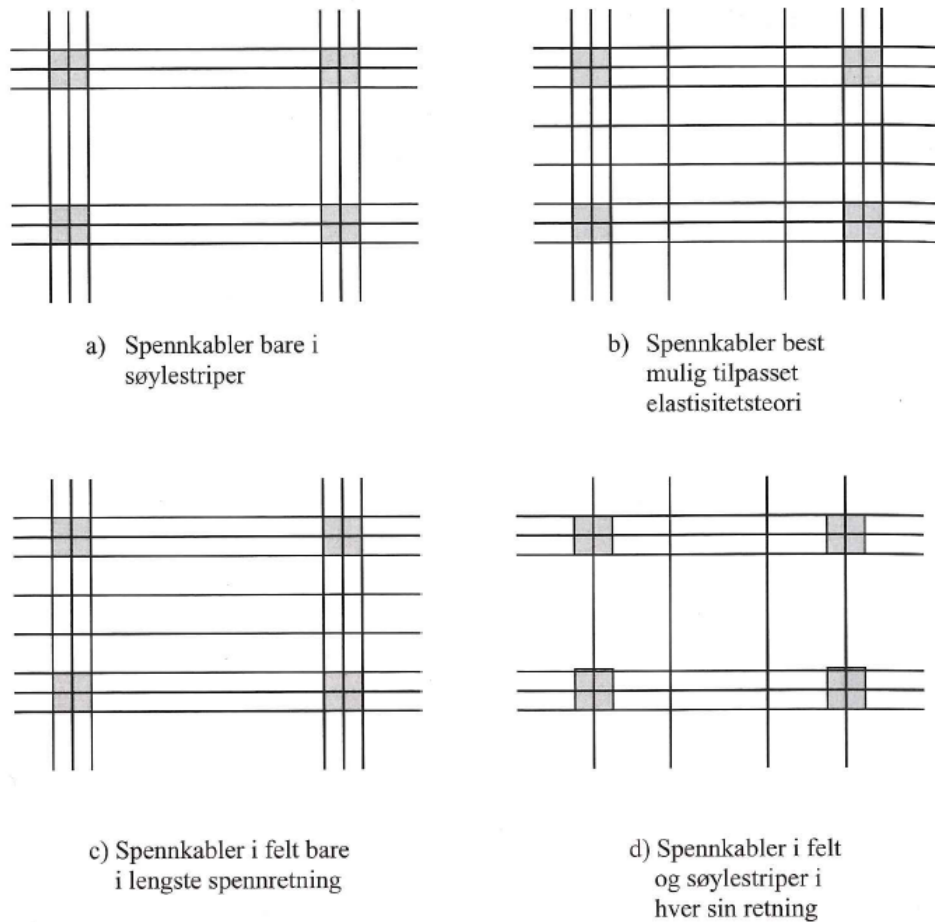 a) Spennkabler bare i
søylestriper
b) Spennkabler best
mulig tilpasset
elastisitetsteori
c) Spennkabler i felt bare
i lengste spennretning
d) Spennkabler i felt
og søylestriper i
hver sin retning